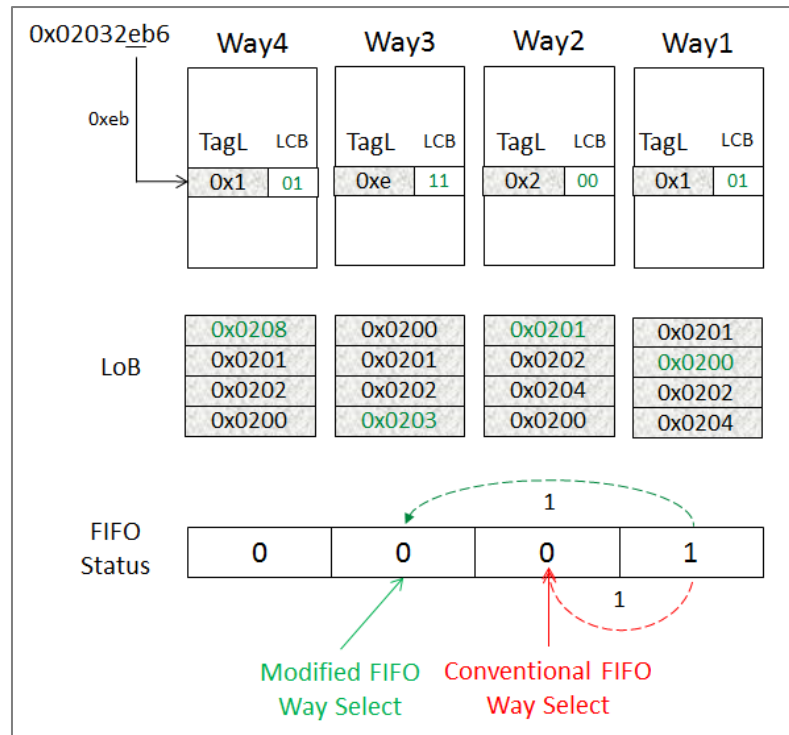 0x02032eb6
Way4 Way3 Way2 Way1
0xeb
TagL LCB TagL LCB TagL LCB TagL LCB
0x1 01 0xe 11 0x2 00 0x1 01
LoB
0x0208 0x0200 0x0201 0x0201
0x0201 0x0201 0x0202 0x0200
0x0202 0x0202 0x0204 0x0202
0x0200 0x0203 0x0200 0x0204
1
FIFO
Status
0 0 0 1
1
Modified FIFO
Way Select
Conventional FIFO
Way Select